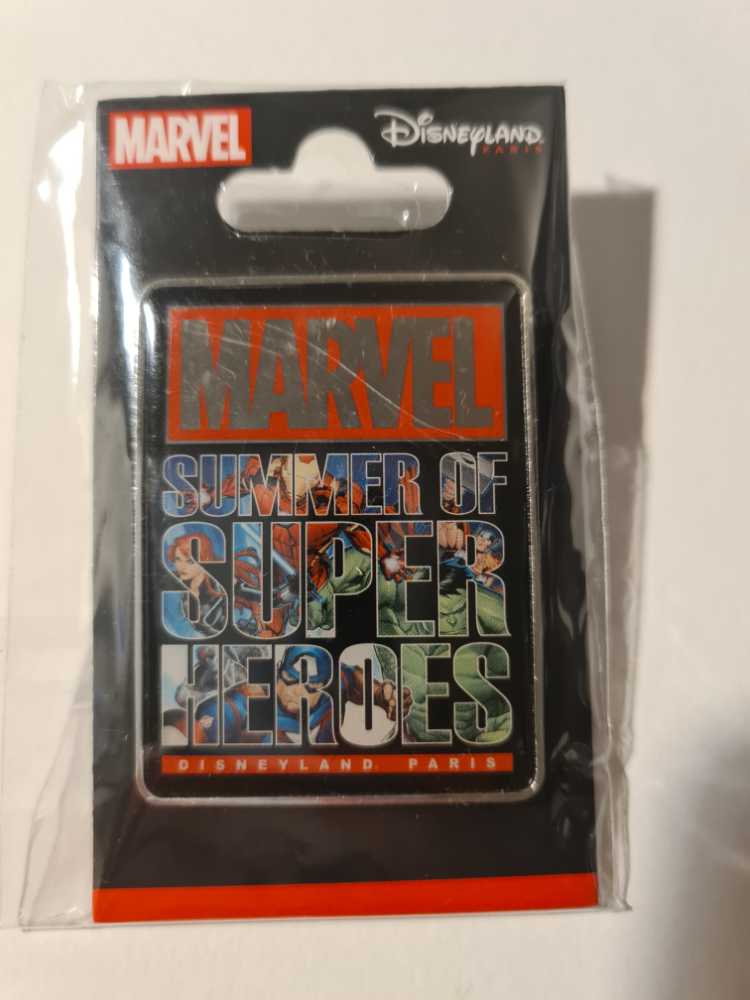 MARVEL
DISNEYLAND
PARIS
MARVEL
SUMMER OF
SUPER
HEROES
DISNEYLAND PARIS